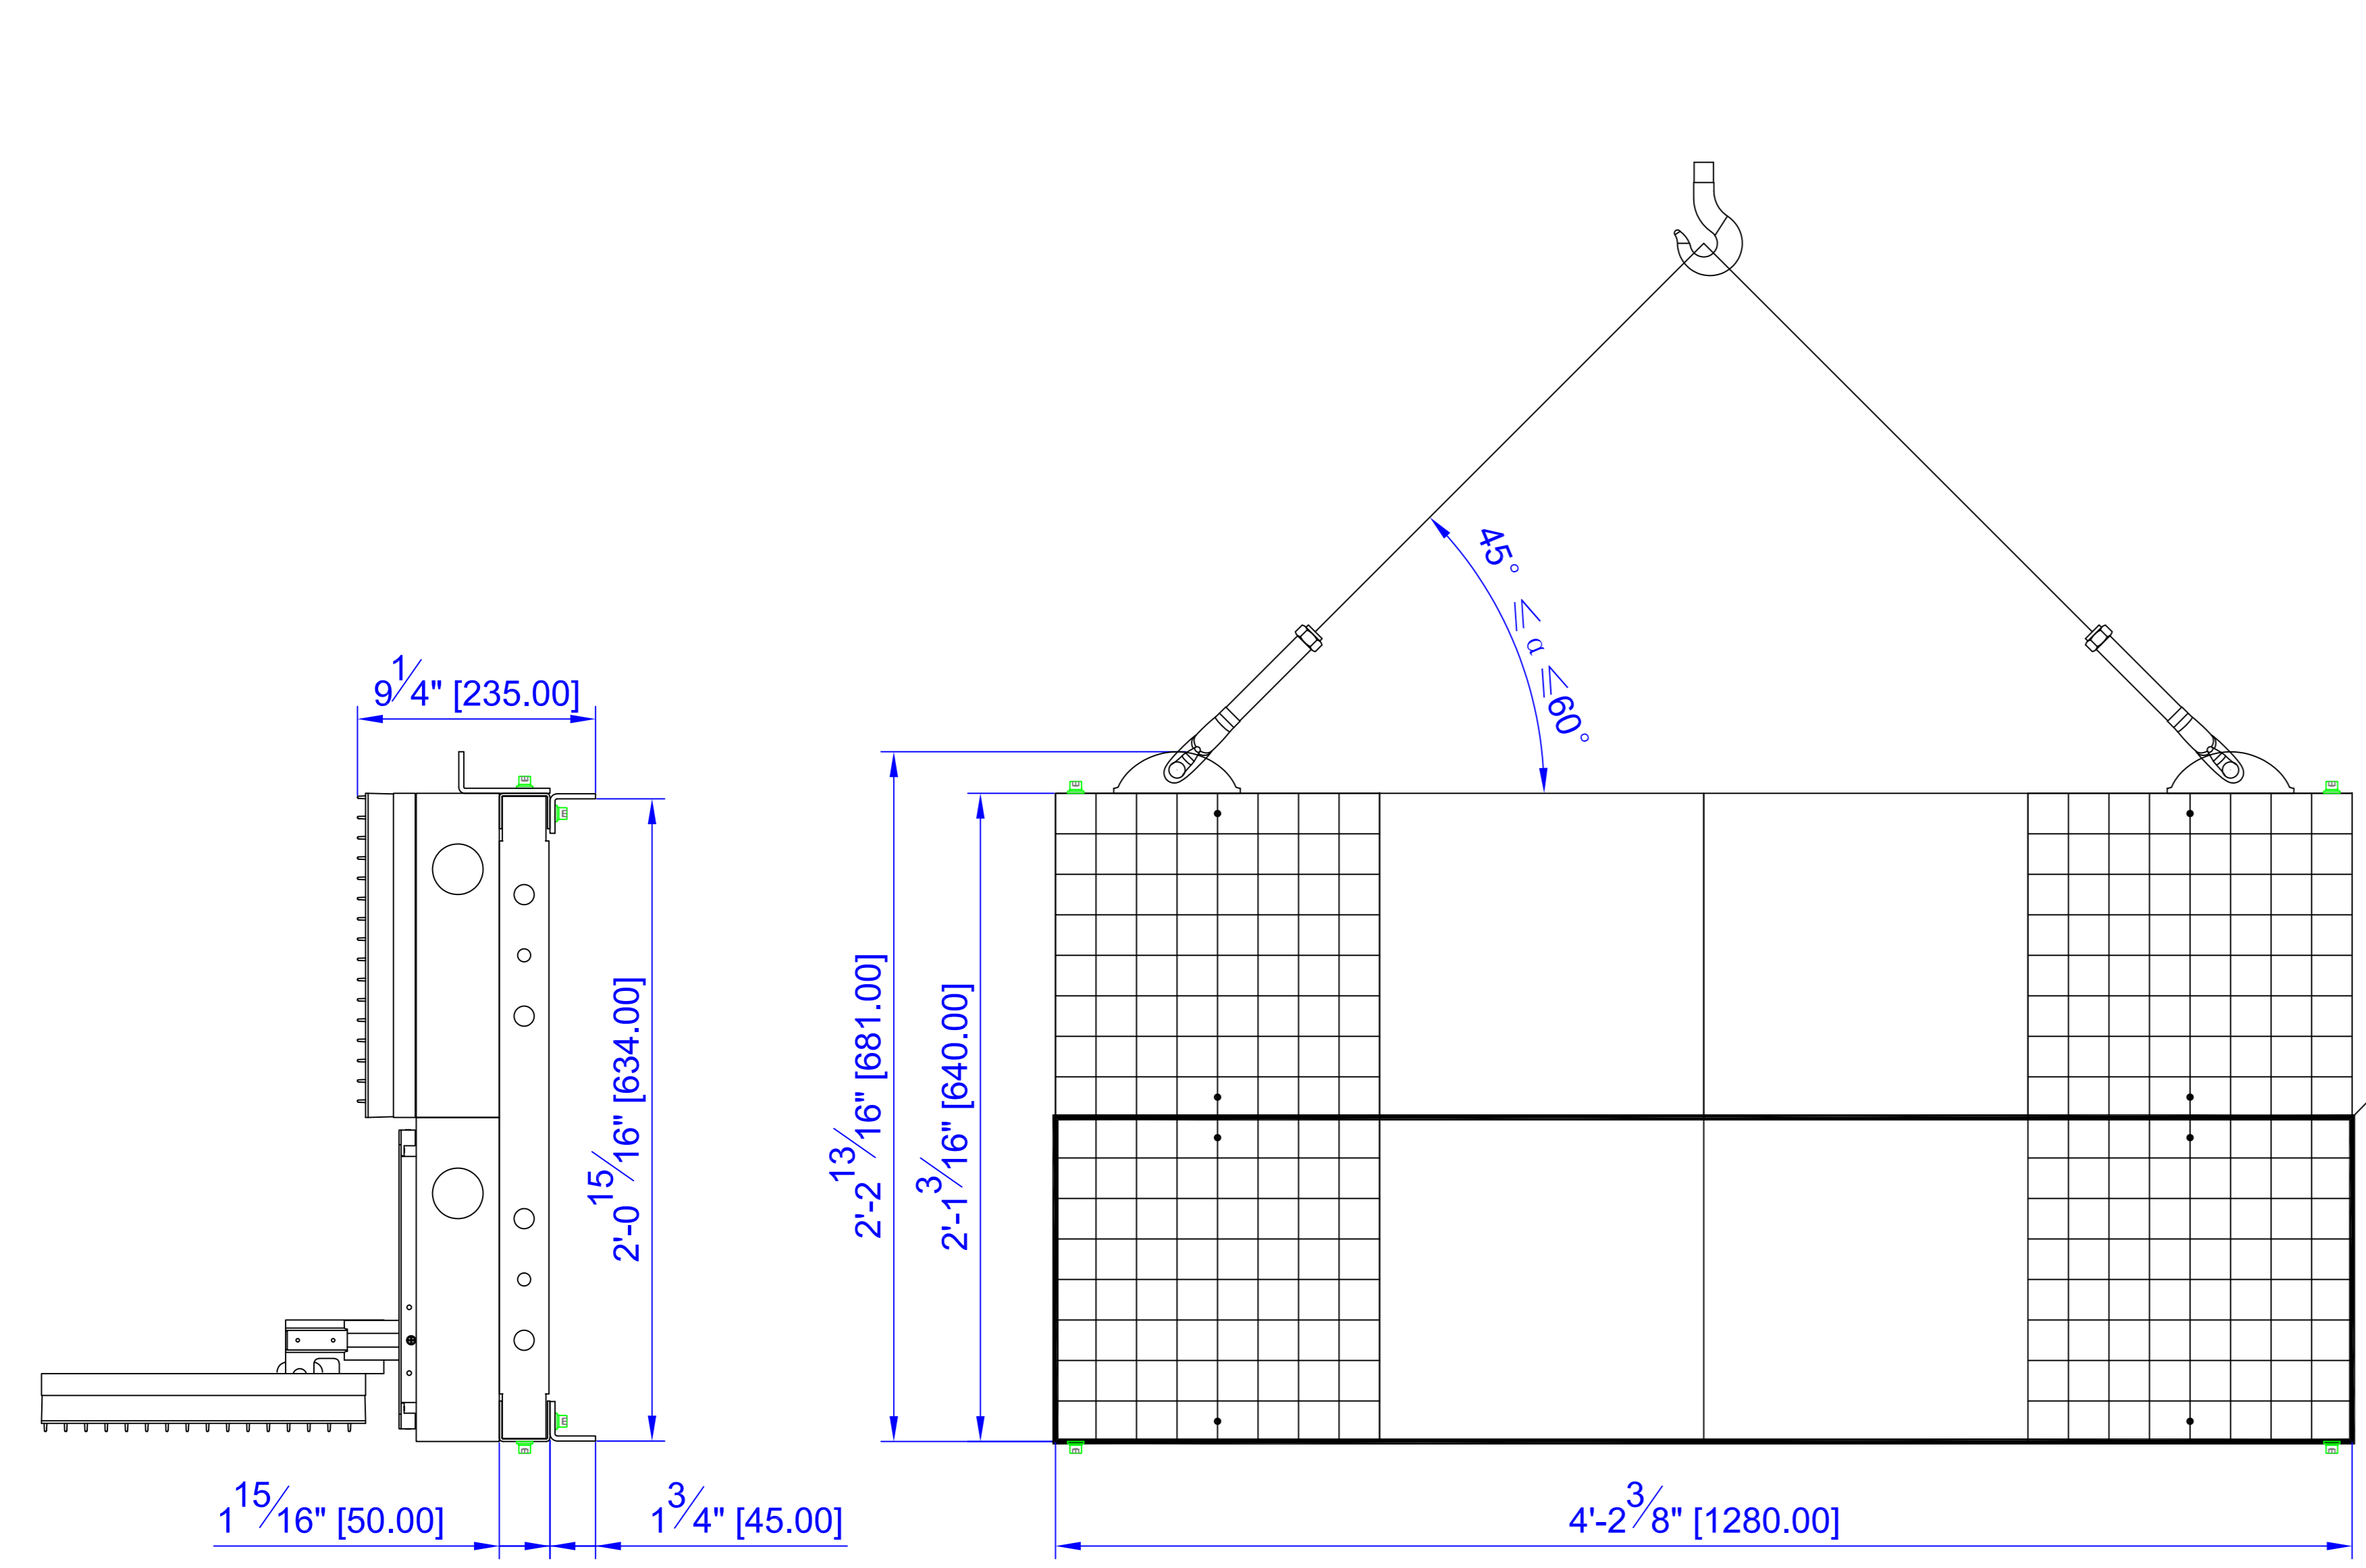 45° ≤ α ≤60°
9 1/4" [235.00]
2'-0 15/16" [634.00]
2'-2 13/16" [681.00]
2'-1 3/16" [640.00]
1 15/16" [50.00]
1 3/4" [45.00]
4'-2 3/8" [1280.00]